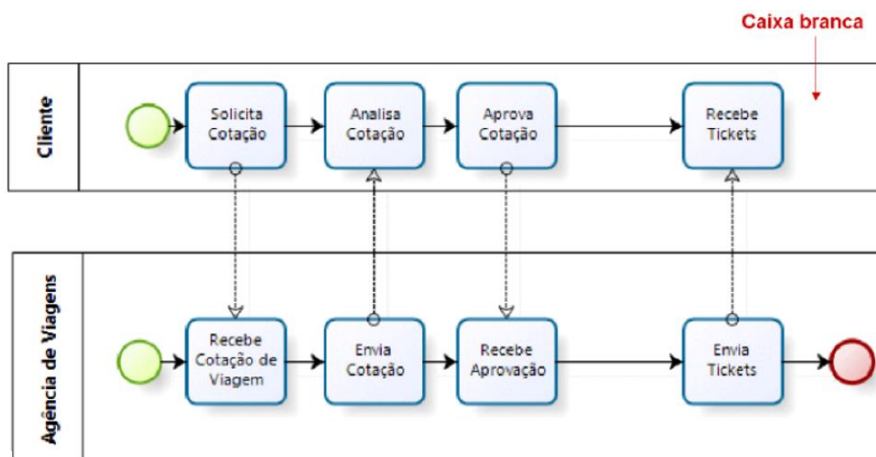 Caixa branca
Cliente
Solicita
Cotação
Analisa
Cotação
Aprova
Cotação
Recebe
Tickets
Agência de Viagens
Recebe
Cotação de
Viagem
Envia
Cotação
Recebe
Aprovação
Envia
Tickets